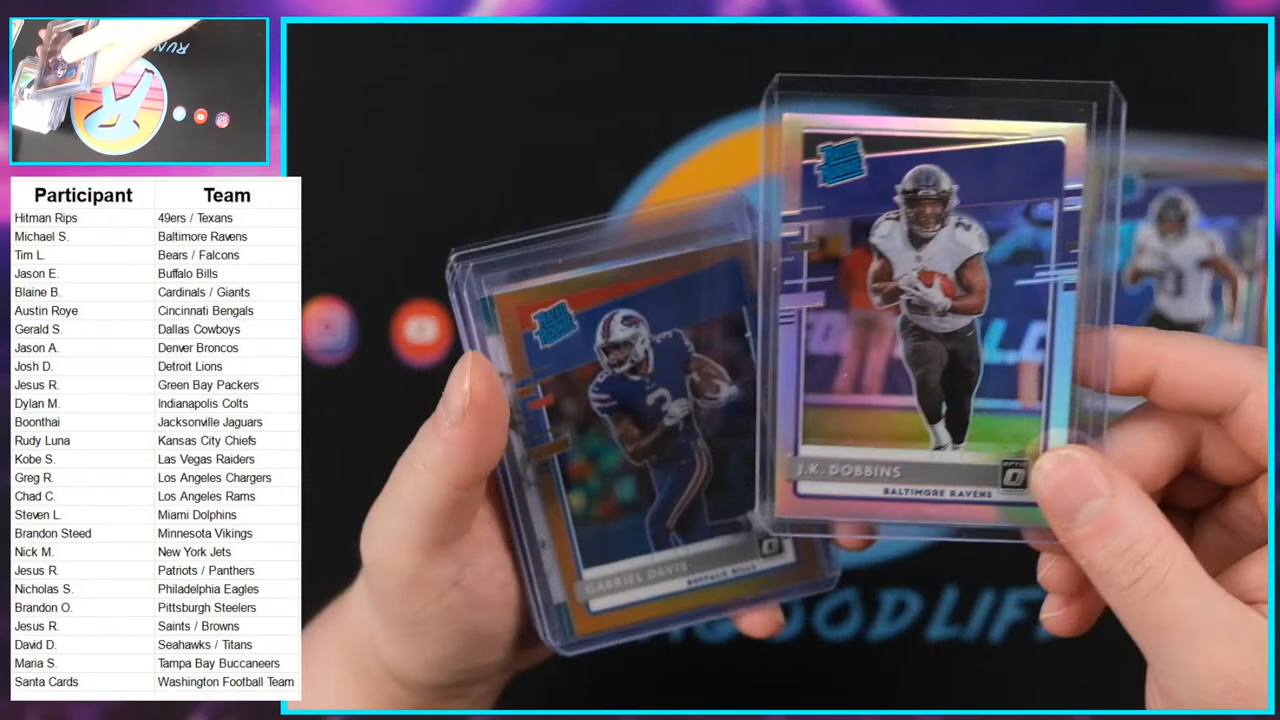 RUN
Participant Team
Hitman Rips 49ers / Texans
Michael S. Baltimore Ravens
Tim L. Bears / Falcons
Jason E. Buffalo Bills
Blaine B. Cardinals / Giants
Austin Roye Cincinnati Bengals
Gerald S. Dallas Cowboys
Jason A. Denver Broncos
Josh D. Detroit Lions
Jesus R. Green Bay Packers
Dylan M. Indianapolis Colts
Boonthai Jacksonville Jaguars
Rudy Luna Kansas City Chiefs
Kobe S. Las Vegas Raiders
Greg R. Los Angeles Chargers
Chad C. Los Angeles Rams
Steven L. Miami Dolphins
Brandon Steed Minnesota Vikings
Nick M. New York Jets
Jesus R. Patriots / Panthers
Nicholas S. Philadelphia Eagles
Brandon O. Pittsburgh Steelers
Jesus R. Saints / Browns
David D. Seahawks / Titans
Maria S. Tampa Bay Buccaneers
Santa Cards Washington Football Team
RATED ROOKIE
GABRIEL DAVIS
BUFFALO BILLS
RATED ROOKIE
J.K. DOBBINS
OPTIC
BALTIMORE RAVENS
GOODLIF